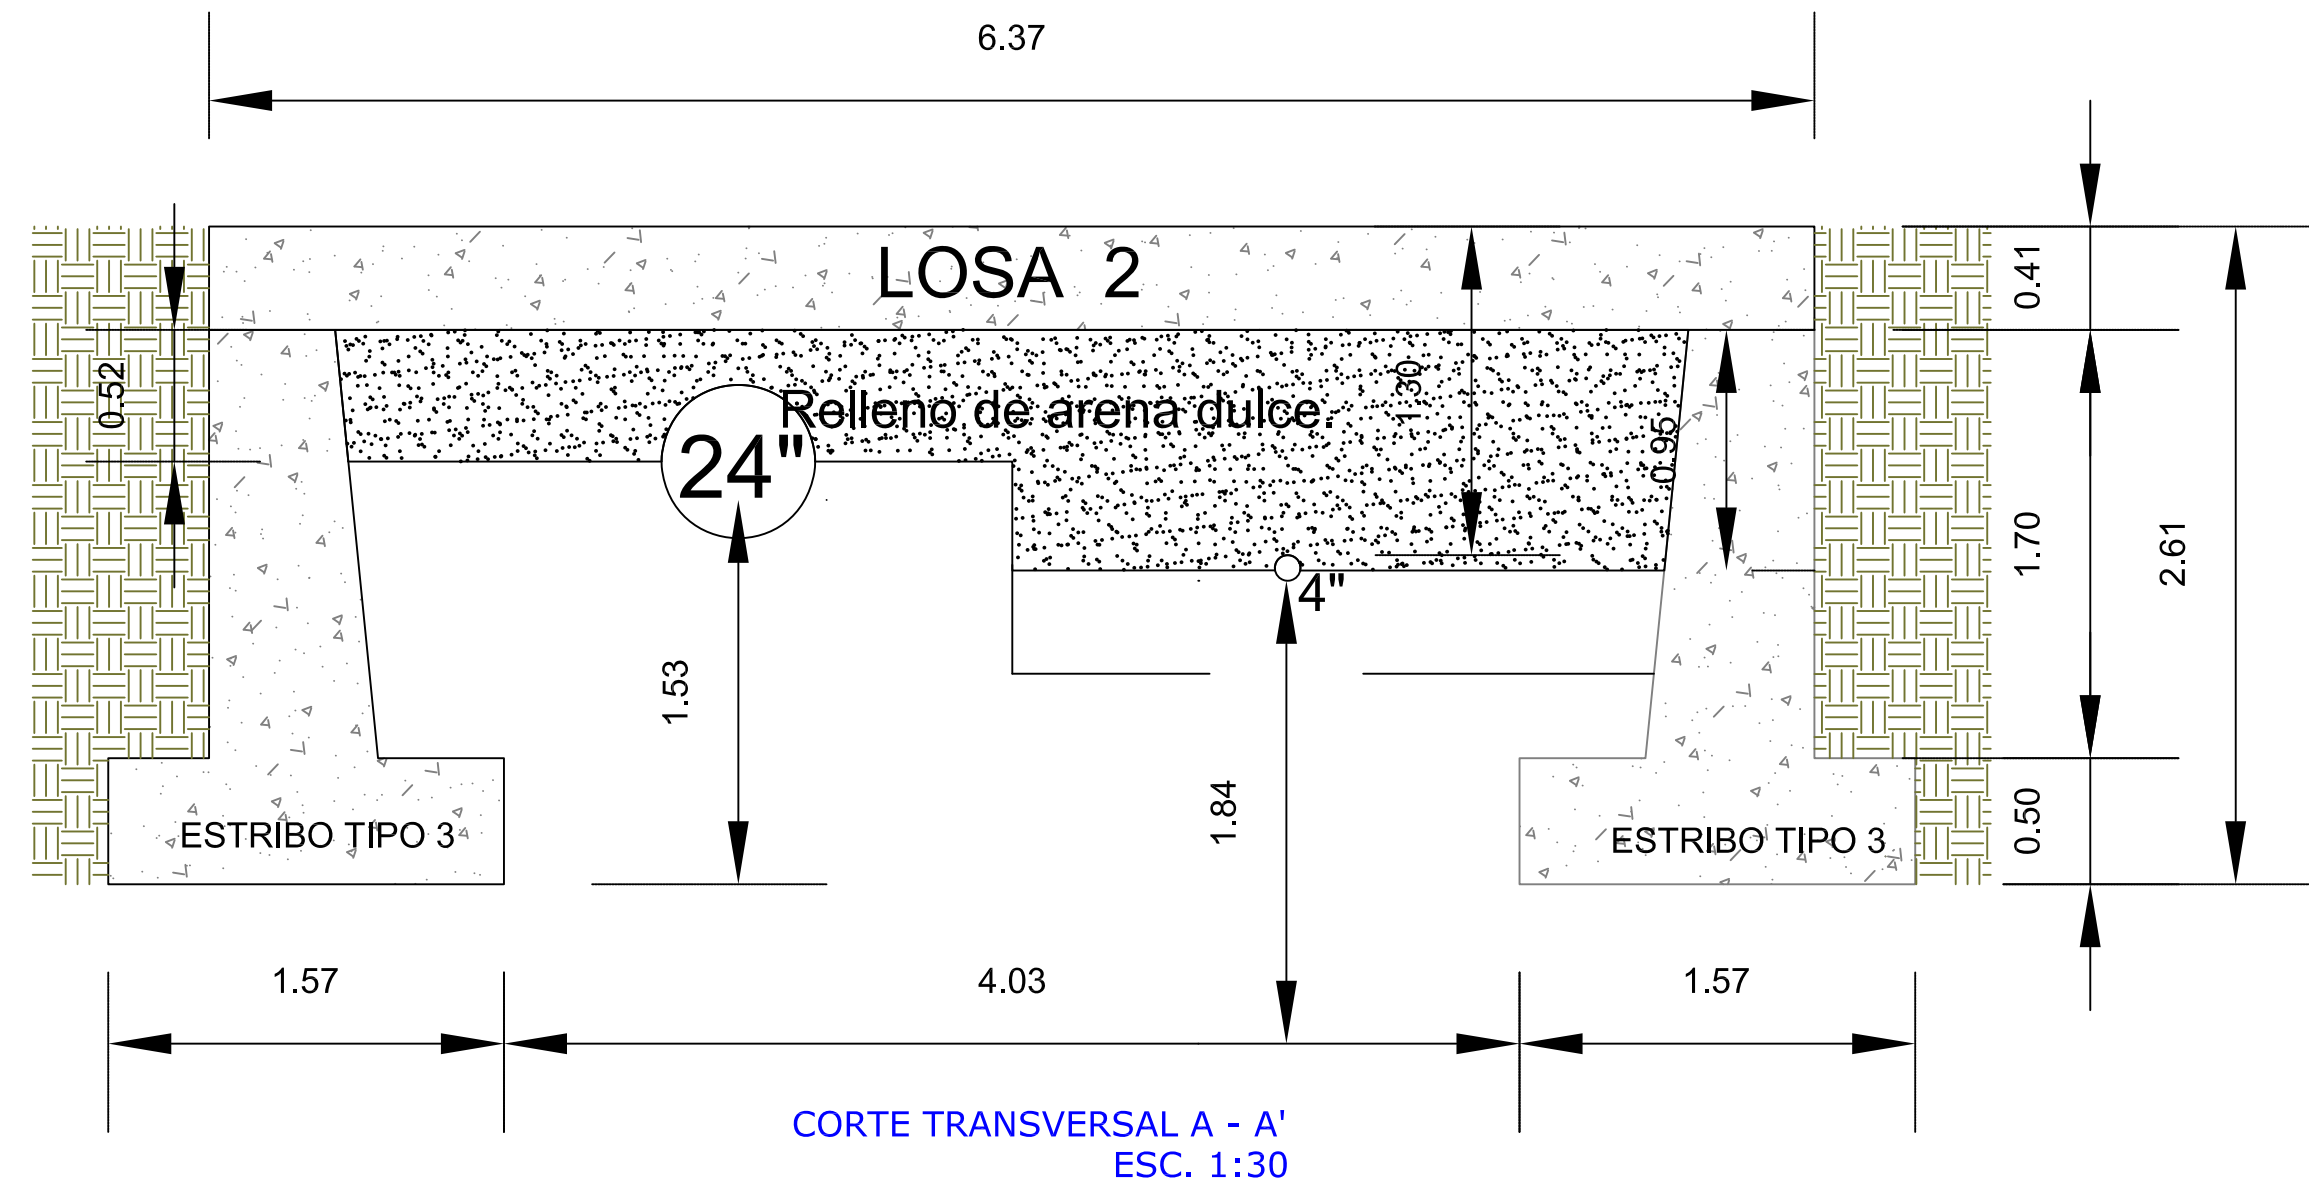 6.37
LOSA 2
0.41
0.52
1.30
Relleno de arena dulce.
24"
0.95
1.70
2.61
4"
1.53
1.84
0.50
ESTRIBO TIPO 3
ESTRIBO TIPO 3
1.57
4.03
1.57
CORTE TRANSVERSAL A - A'
ESC. 1:30